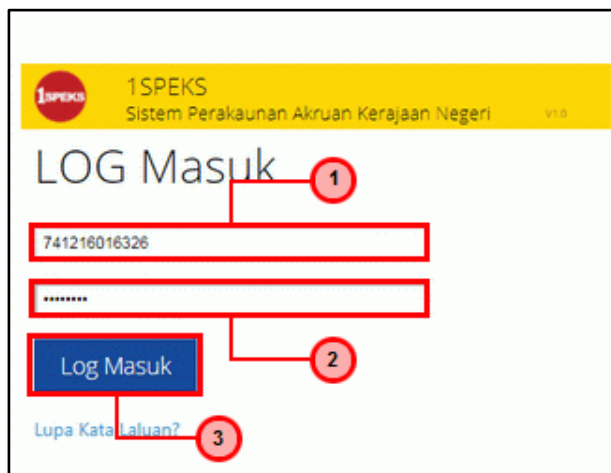 1SPEKS
1SPEKS
Sistem Perakaunan Akruan Kerajaan Negeri V1.0
LOG Masuk
1
741216016326
••••••••
2
Log Masuk
Lupa Kata Laluan?
3